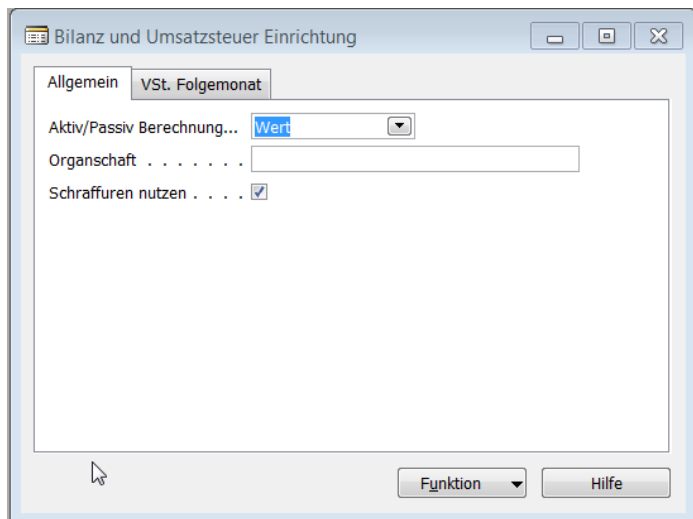 Bilanz und Umsatzsteuer Einrichtung
Allgemein VSt. Folgemonat
Aktiv/Passiv Berechnung... Wert
Organschaft . . . . . . .
Schraffuren nutzen . . . .
Funktion Hilfe